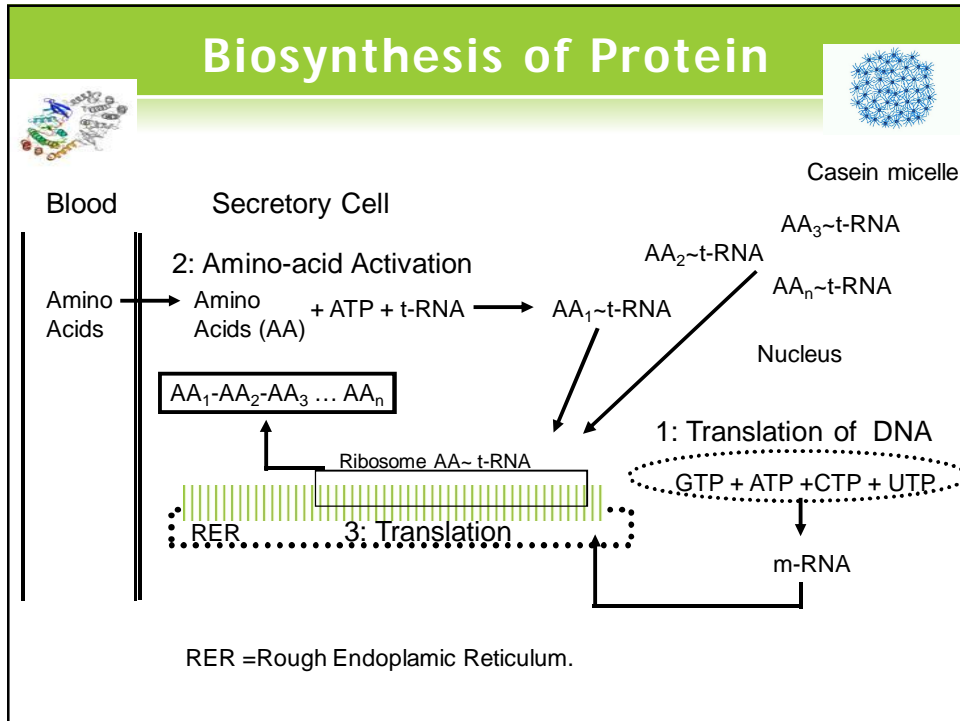 Biosynthesis of Protein
Casein micelle
Blood
Secretory Cell
AA₃~t-RNA
AA₂~t-RNA
AAₙ~t-RNA
2: Amino-acid Activation
Amino
Acids
Amino
Acids (AA)
+ ATP + t-RNA
AA₁~t-RNA
Nucleus
AA₁-AA₂-AA₃ … AAₙ
1: Translation of DNA
Ribosome AA~ t-RNA
GTP + ATP +CTP + UTP
RER
3: Translation
m-RNA
RER =Rough Endoplamic Reticulum.